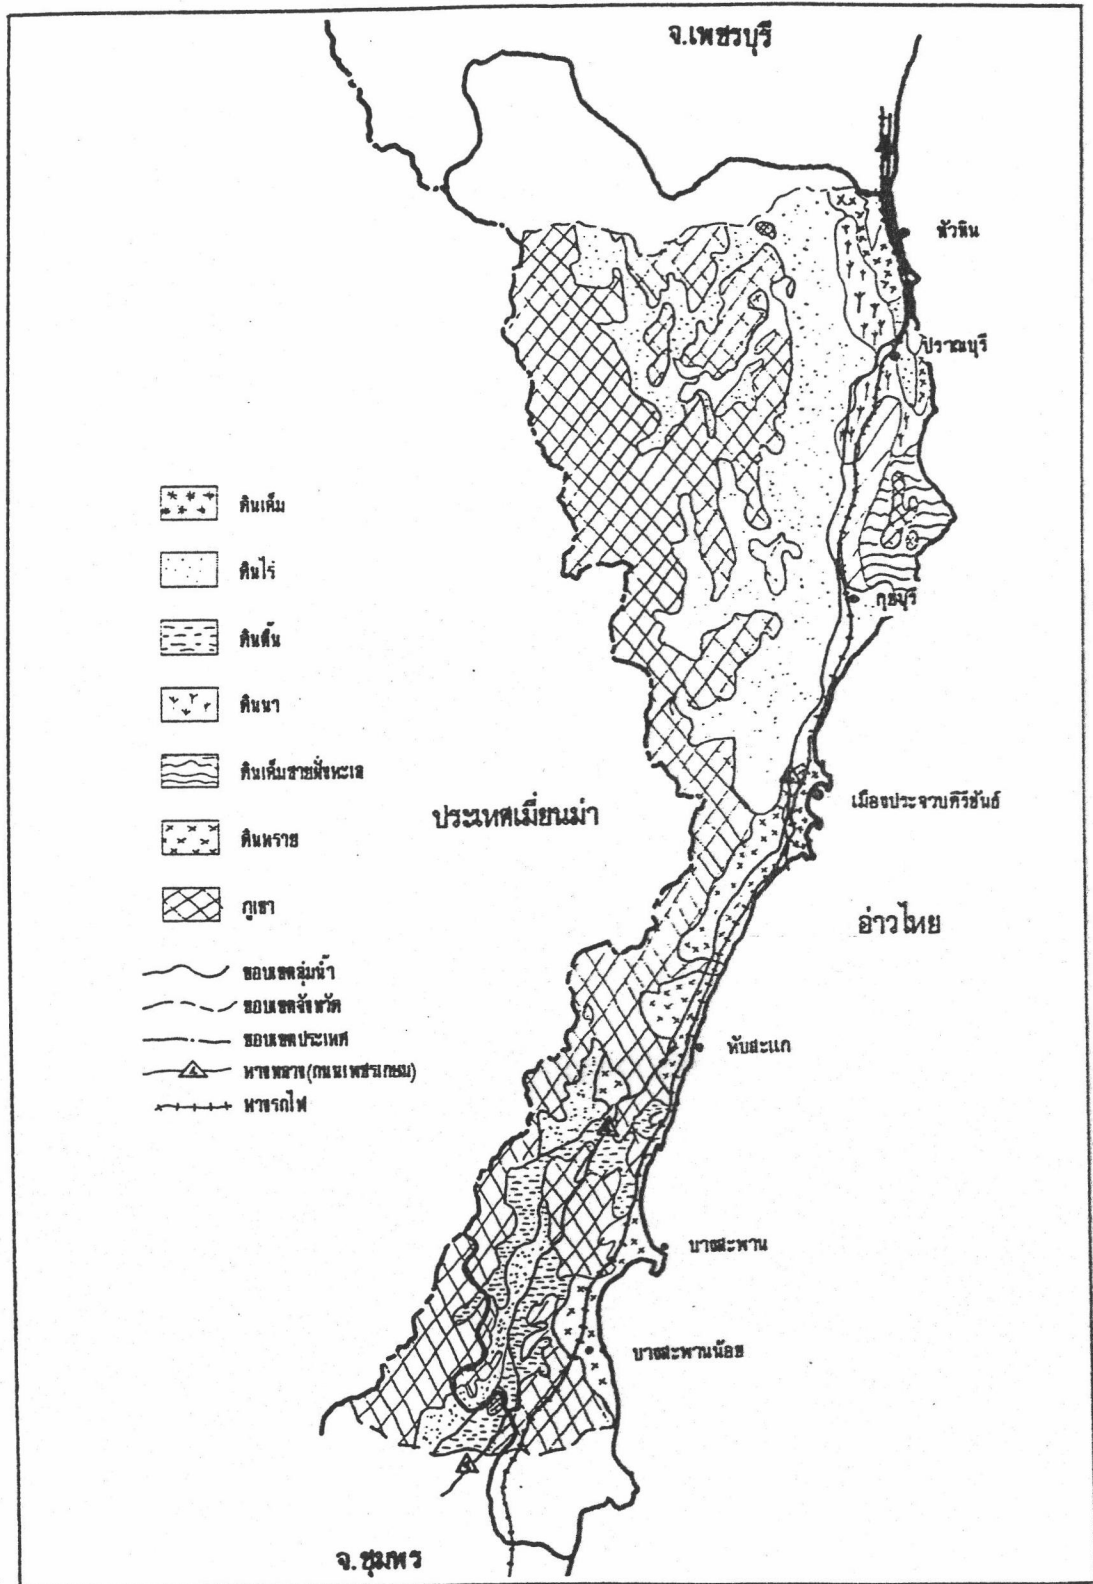 จ.เพชรบุรี
หัวหิน
ปราณบุรี
ดินเค็ม
ดินไร่
กุยบุรี
ดินตื้น
ดินนา
ดินเค็มชายฝั่งทะเล
เมืองประจวบคีรีขันธ์
ประเทศเมียนม่า
ดินทราย
ภูเขา
อ่าวไทย
ขอบเขตลุ่มน้ำ
ขอบเขตจังหวัด
ขอบเขตประเทศ
ทับสะแก
ทางหลวง(ถนนเพชรเกษม)
ทางรถไฟ
บางสะพาน
บางสะพานน้อย
จ.ชุมพร